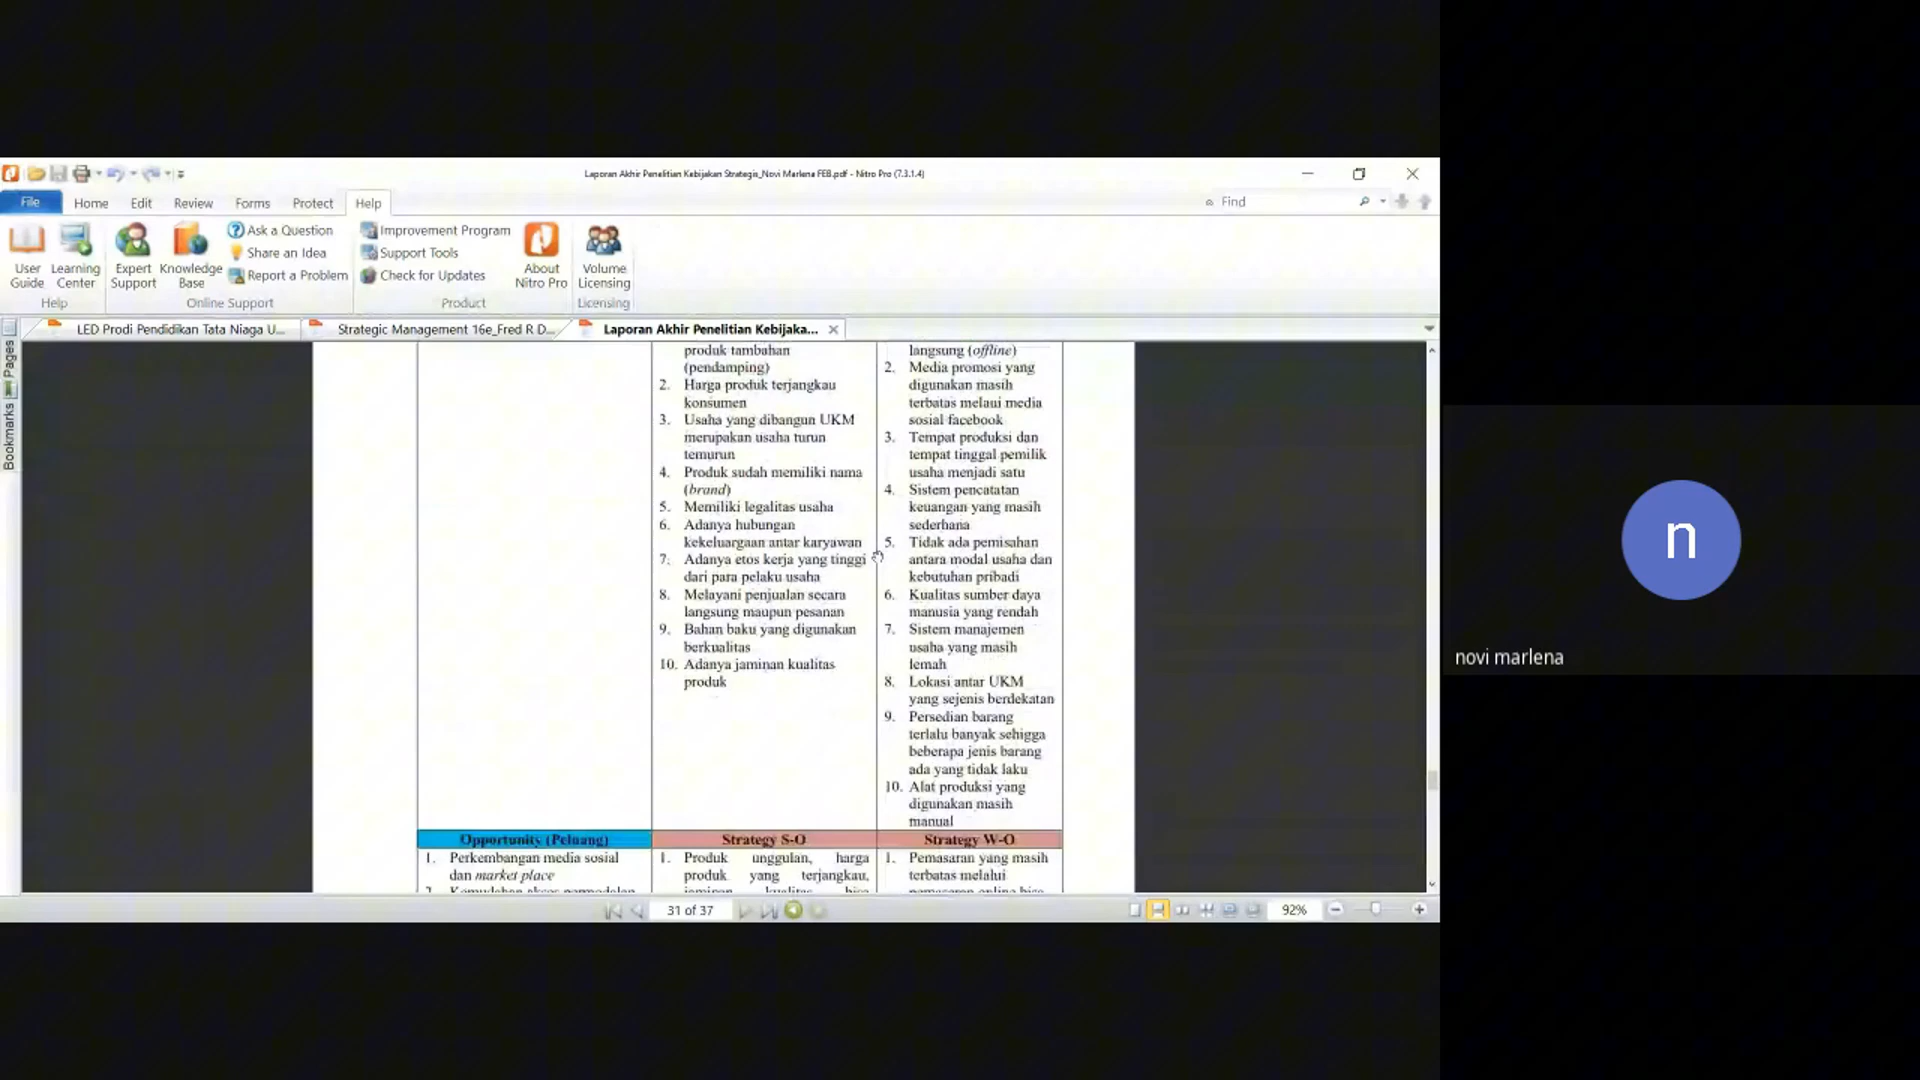 Laporan Akhir Penelitian Kebijakan Strategis_Novi Marlena FEB.pdf - Nitro Pro (7.3.1.4)
File Home Edit Review Forms Protect Help
Find
User Guide
Learning Center
Help
Expert Support
Knowledge Base
Ask a Question
Share an Idea
Report a Problem
Online Support
Improvement Program
Support Tools
Check for Updates
About Nitro Pro
Product
Volume Licensing
Licensing
LED Prodi Pendidikan Tata Niaga U...
Strategic Management 16e_Fred R D...
Laporan Akhir Penelitian Kebijaka...
Pages
Bookmarks
produk tambahan
(pendamping)
2. Harga produk terjangkau
konsumen
3. Usaha yang dibangun UKM
merupakan usaha turun
temurun
4. Produk sudah memiliki nama
(brand)
5. Memiliki legalitas usaha
6. Adanya hubungan
kekeluargaan antar karyawan
7. Adanya etos kerja yang tinggi
dari para pelaku usaha
8. Melayani penjualan secara
langsung maupun pesanan
9. Bahan baku yang digunakan
berkualitas
10. Adanya jaminan kualitas
produk
langsung (offline)
2. Media promosi yang
digunakan masih
terbatas melaui media
sosial facebook
3. Tempat produksi dan
tempat tinggal pemilik
usaha menjadi satu
4. Sistem pencatatan
keuangan yang masih
sederhana
5. Tidak ada pemisahan
antara modal usaha dan
kebutuhan pribadi
6. Kualitas sumber daya
manusia yang rendah
7. Sistem manajemen
usaha yang masih
lemah
8. Lokasi antar UKM
yang sejenis berdekatan
9. Persedian barang
terlalu banyak sehigga
beberapa jenis barang
ada yang tidak laku
10. Alat produksi yang
digunakan masih
manual
Opportunity (Peluang)
Strategy S-O
Strategy W-O
1. Perkembangan media sosial
dan market place
1. Produk unggulan, harga
produk yang terjangkau,
1. Pemasaran yang masih
terbatas melalui
31 of 37
92%
n
novi marlena